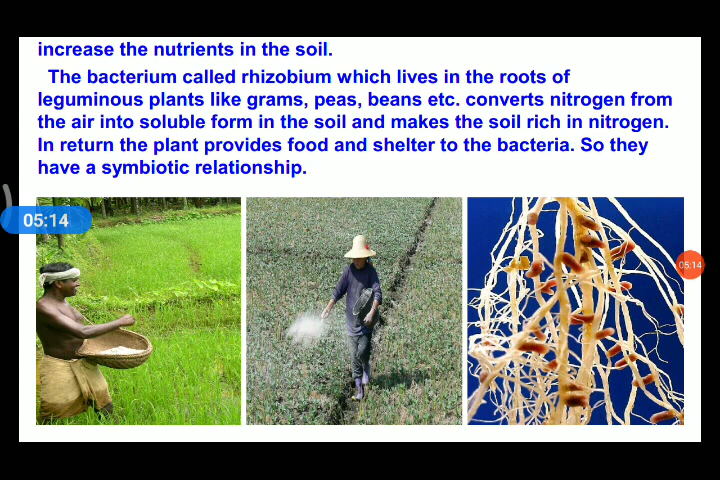 increase the nutrients in the soil.
The bacterium called rhizobium which lives in the roots of
leguminous plants like grams, peas, beans etc. converts nitrogen from
the air into soluble form in the soil and makes the soil rich in nitrogen.
In return the plant provides food and shelter to the bacteria. So they
have a symbiotic relationship.
05:14
05:14